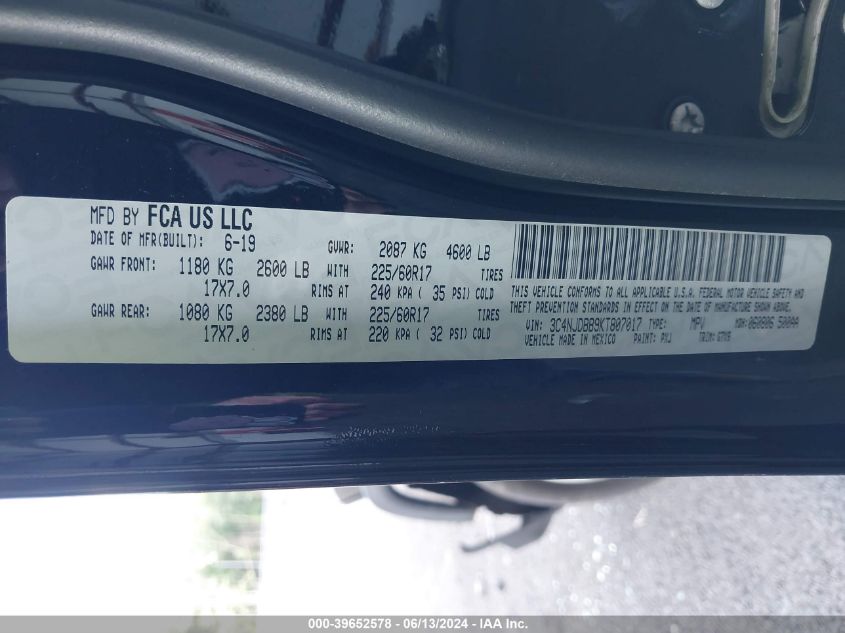 MFD BY FCA US LLC
DATE OF MFR(BUILT): 6-19 GVWR: 2087 KG 4600 LB
GAWR FRONT: 1180 KG 2600 LB WITH 225/60R17 TIRES
17X7.0 RIMS AT 240 KPA ( 35 PSI) COLD
GAWR REAR: 1080 KG 2380 LB WITH 225/60R17 TIRES
17X7.0 RIMS AT 220 KPA ( 32 PSI) COLD
THIS VEHICLE CONFORMS TO ALL APPLICABLE U.S.A. FEDERAL MOTOR VEHICLE SAFETY AND
THEFT PREVENTION STANDARDS IN EFFECT ON THE DATE OF MANUFACTURE SHOWN ABOVE.
VIN: 3C4NJDBB9KT807017 TYPE: MPV MDH: 060606 500AA
VEHICLE MADE IN MEXICO PAINT: PXJ TRIM:
000-39652578 - 06/13/2024 - IAA Inc.